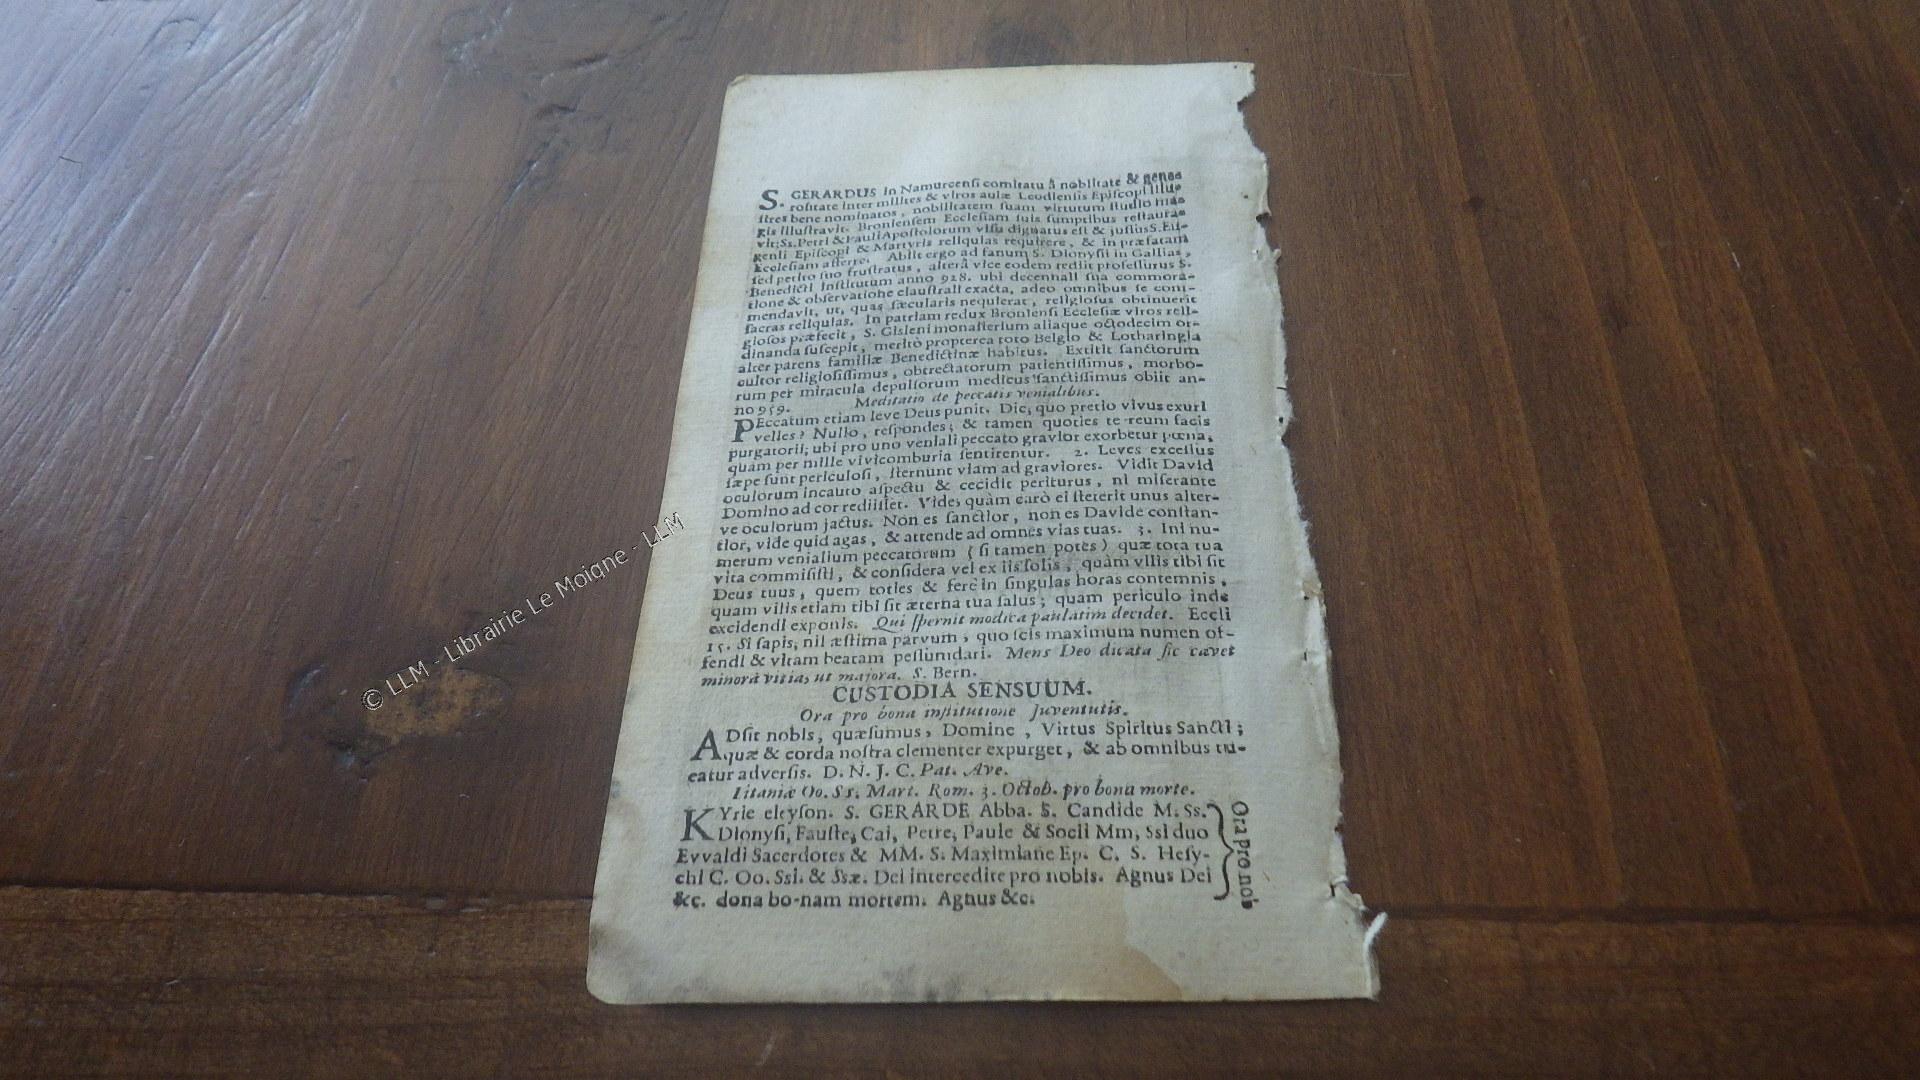 S. GERARDUS in Namurcensi comitatu â nobilitate & gene-
rositate inter milites & viros aulæ Leodiensis Episcopi illu-
stres bene nominatos, nobilitatem suam virtutum studio ma-
gis illustravit. Bronsensem Ecclesiam suis sumptibus restaura-
vit; Ss. Petri & Pauli Apostolorum visu dignatus est & jussus S. Eu-
genii Episcopi & Martyris reliquias requirere, & in præfatam
Ecclesiam afferre. Abiit ergo ad fanum S. Dionysii in Gallias,
sed petito suo frustratus, alterâ vice eodem rediit professurus S.
Benedicti institutum anno 928. ubi decennali sua commora-
tione & observatione claustrali exacta, adeo omnibus se com-
mendavit, ut, quas sæcularis nequierat, religiosus obtinuerit
sacras reliquias. In patriam redux Broniensi Ecclesiæ viros reli-
giosos præfecit, S. Gisleni monasterium aliaque octodecim or-
dinanda suscepit, meritò propterea toto Belgio & Lotharingia
alter parens familiæ Benedictinæ habitus. Extitit sanctorum
cultor religiosissimus, obtrectatorum patientissimus, morbo-
rum per miracula depulsorum medicus sanctissimus obiit an-
no 959. Meditatio de peccatis venialibus.
PEccatum etiam leve Deus punit. Dic, quo pretio vivus exuri
velles? Nullo, respondes; & tamen quoties te reum facis
purgatorii; ubi pro uno veniali peccato gravior exorbetur pœna,
quàm per mille vivicomburia sentirentur. 2. Leves excessus
sæpe sunt periculosi, sternunt viam ad graviores. Vidit David
oculorum incauto aspectu & cecidit periturus, ni miserante
Domino ad cor rediisset. Vide, quàm carò ei steterit unus alter-
ve oculorum jactus. Non es sanctior, non es Davide constan-
tior, vide quid agas, & attende ad omnes vias tuas. 3. Ini nu-
merum venialium peccatorum (si tamen potes) quæ tota tua
vita commisisti, & considera vel ex iis solis, quàm vilis tibi sit
Deus tuus, quem toties & ferè in singulas horas contemnis,
quam vilis etiam tibi sit æterna tua salus; quam periculo inde
excidendi exponis. Qui spernit modica paulatim decidet. Eccli
15. Si sapis, nil æstima parvum, quo scis maximum numen of-
fendi & vitam beatam pessundari. Mens Deo dicata sic cavet
minora vitia, ut majora. S. Bern.
CUSTODIA SENSUUM.
Ora pro bona institutione Juventutis.
ADsit nobis, quæsumus, Domine, Virtus Spiritus Sancti;
quæ & corda nostra clementer expurget, & ab omnibus tu-
eatur adversis. D. N. J. C. Pat. Ave.
Litaniæ Oo. Ss. Mart. Rom. 3. Octob. pro bona morte.
KYrie eleyson. S. GERARDE Abba. S. Candide M. Ss.
Dionysi, Fauste, Cai, Petre, Paule & Socii Mm, Ssi duo
Evvaldi Sacerdotes & MM. S. Maximiane Ep. C. S. Hesy-
chi C. Oo. Ssi. & Ssæ. Dei intercedite pro nobis. Agnus Dei
&c. dona bo-nam mortem. Agnus &c.
Ora pro nob
© LLM - Librairie Le Moigne - LLM